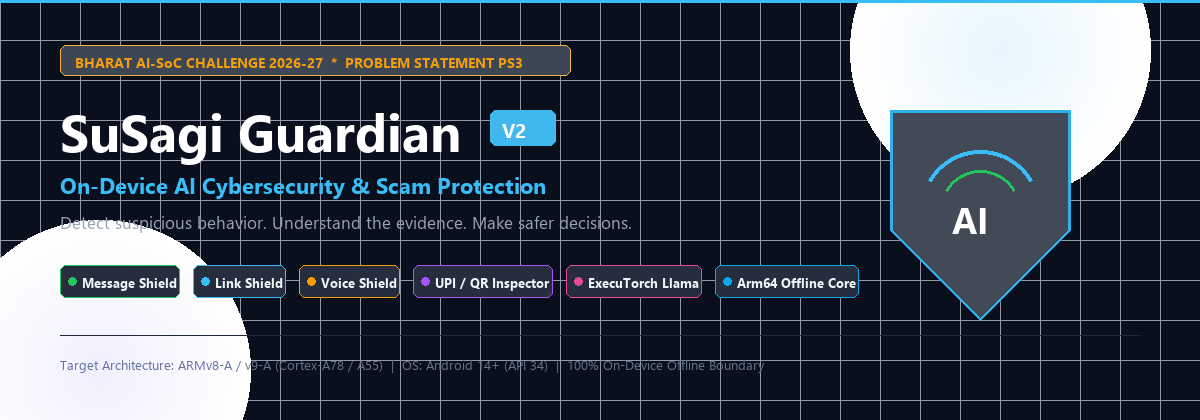 BHARAT AI-SoC CHALLENGE 2026-27 * PROBLEM STATEMENT PS3
SuSagi Guardian V2
On-Device AI Cybersecurity & Scam Protection
Detect suspicious behavior. Understand the evidence. Make safer decisions.
Message Shield Link Shield Voice Shield UPI / QR Inspector ExecuTorch Llama Arm64 Offline Core
AI
Target Architecture: ARMv8-A / v9-A (Cortex-A78 / A55) | OS: Android 14+ (API 34) | 100% On-Device Offline Boundary